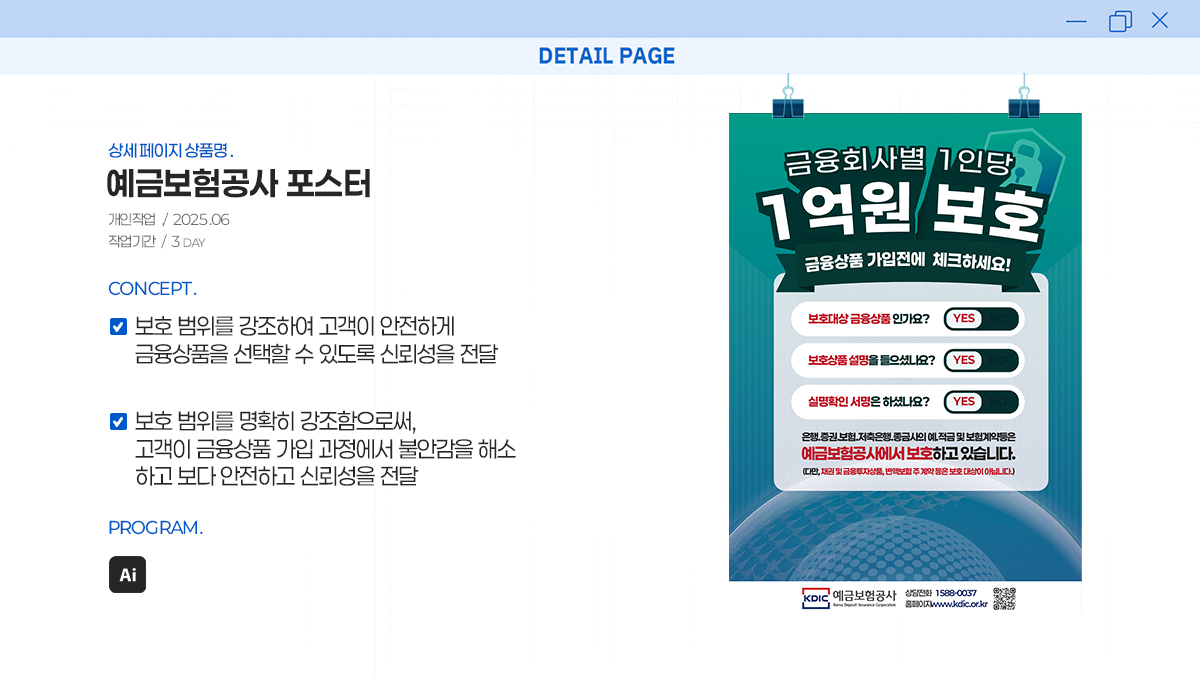 DETAIL PAGE
상세 페이지 상품명 .
예금보험공사 포스터
개인작업 / 2025.06
작업기간 / 3 DAY
CONCEPT.
보호 범위를 강조하여 고객이 안전하게
금융상품을 선택할 수 있도록 신뢰성을 전달
보호 범위를 명확히 강조함으로써,
고객이 금융상품 가입 과정에서 불안감을 해소
하고 보다 안전하고 신뢰성을 전달
PROGRAM.
Ai
금융회사별 1인당
1억원 보호
금융상품 가입전에 체크하세요!
보호대상 금융상품 인가요? YES NO
보호상품 설명을 들으셨나요? YES NO
실명확인 서명은 하셨나요? YES NO
은행.증권.보험.저축은행.종금사의 예.적금 및 보험계약등은
예금보험공사에서 보호하고 있습니다.
(다만, 채권 및 금융투자상품, 변액보험 주 계약 등은 보호 대상이 아닙니다.)
KDIC 예금보험공사
Korea Deposit Insurance Corporation
상담전화 1588-0037
홈페이지www.kdic.or.kr